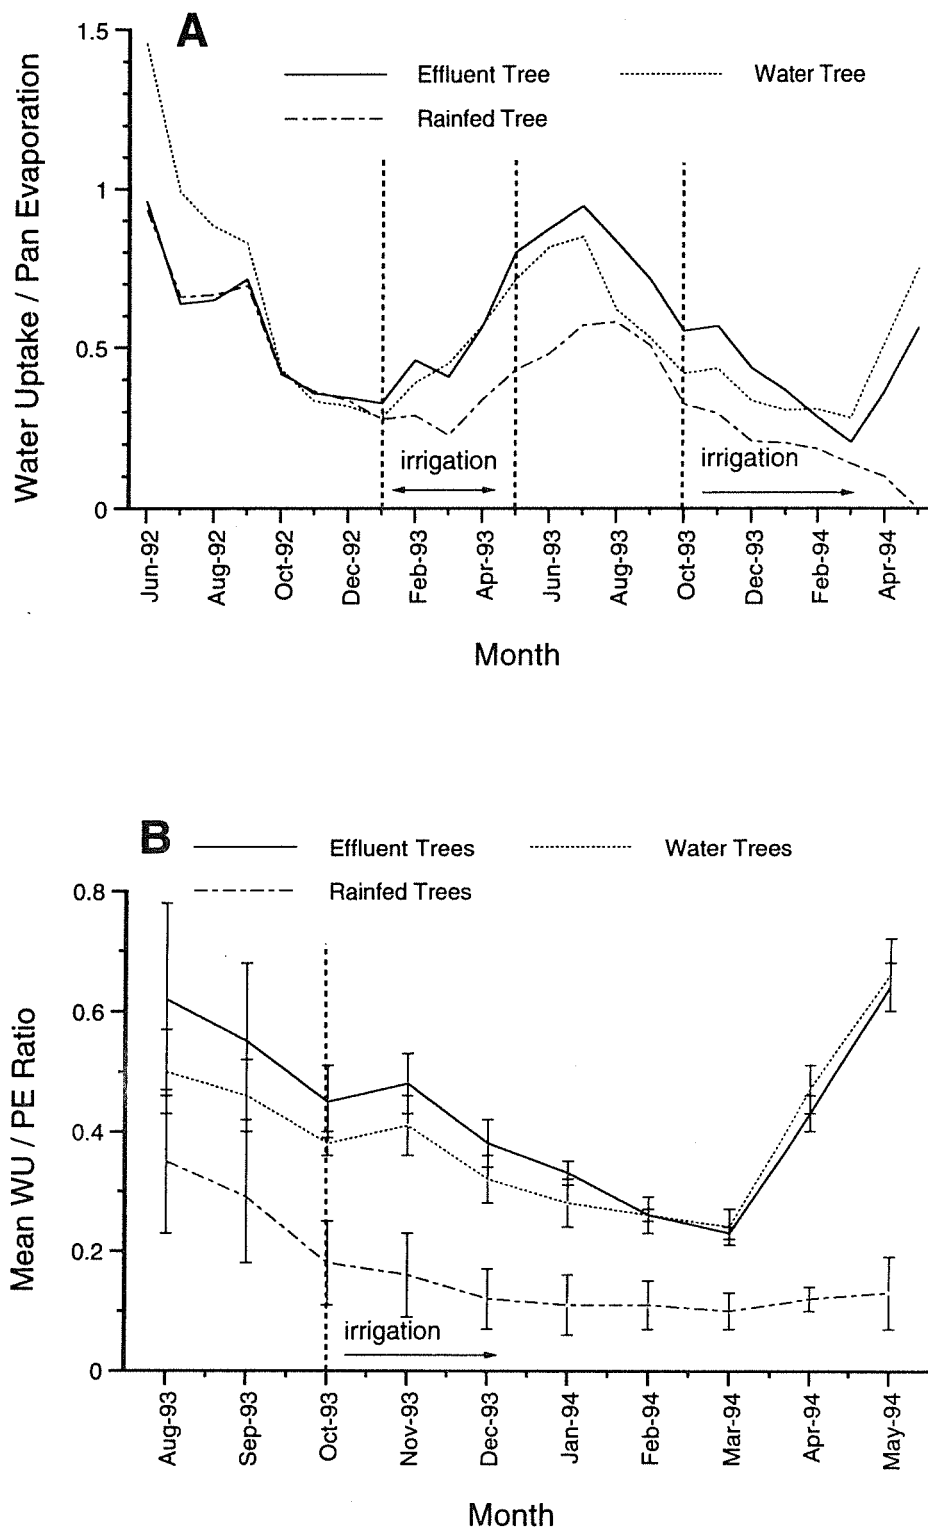 A
1.5
Effluent Tree
Water Tree
Rainfed Tree
1
0.5
0
Water Uptake / Pan Evaporation
irrigation
irrigation
Jun-92
Aug-92
Oct-92
Dec-92
Feb-93
Apr-93
Jun-93
Aug-93
Oct-93
Dec-93
Feb-94
Apr-94
Month
B
Effluent Trees
Water Trees
Rainfed Trees
0.8
0.6
0.4
0.2
0
Mean WU / PE Ratio
irrigation
Aug-93
Sep-93
Oct-93
Nov-93
Dec-93
Jan-94
Feb-94
Mar-94
Apr-94
May-94
Month